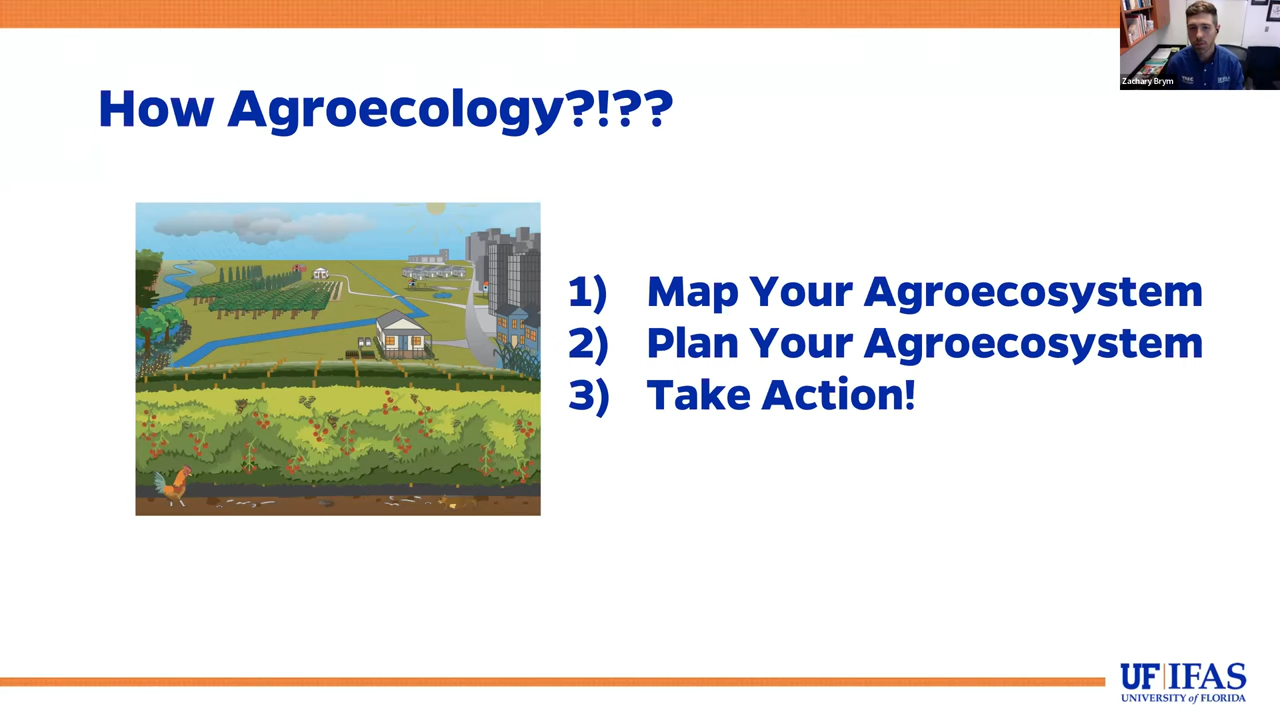 Zachary Brym
How Agroecology?!??
1) Map Your Agroecosystem
2) Plan Your Agroecosystem
3) Take Action!
UF|IFAS
UNIVERSITY of FLORIDA